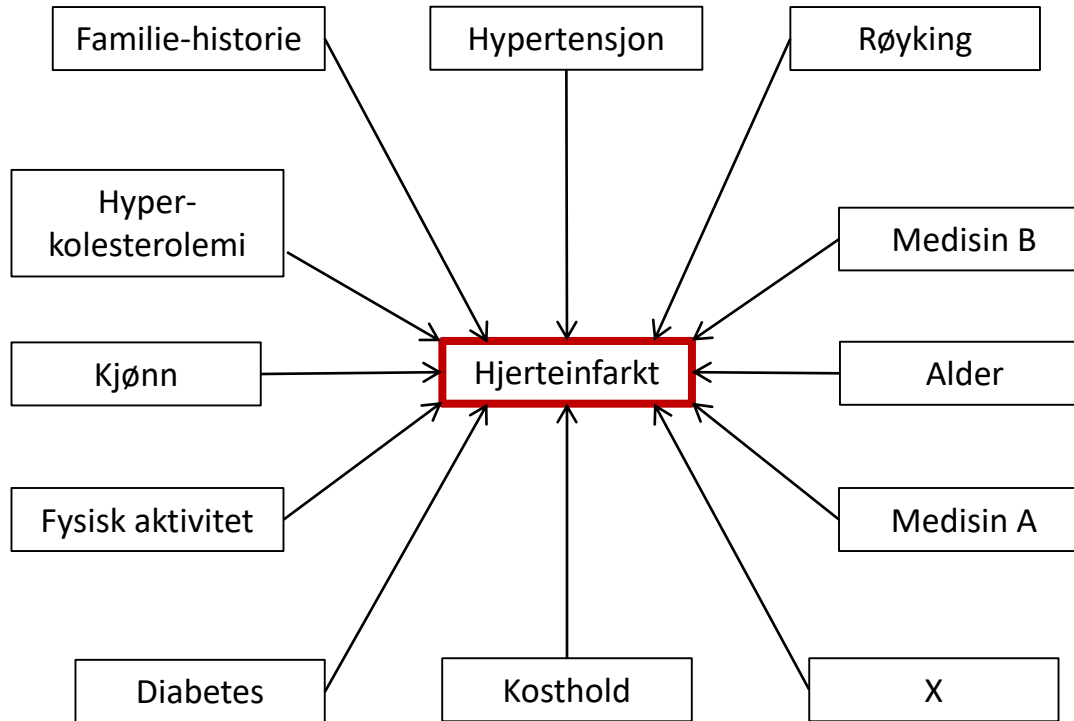 Familie-historie
Hypertensjon
Røyking
Hyper-
kolesterolemi
Medisin B
Kjønn
Hjerteinfarkt
Alder
Fysisk aktivitet
Medisin A
Diabetes
Kosthold
X